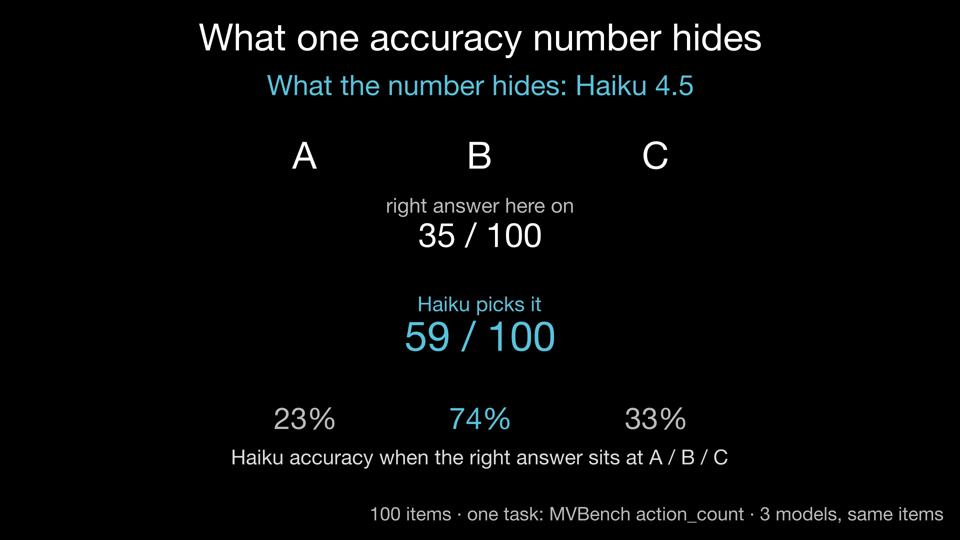 What one accuracy number hides
What the number hides: Haiku 4.5
A B C
right answer here on
35 / 100
Haiku picks it
59 / 100
23% 74% 33%
Haiku accuracy when the right answer sits at A / B / C
100 items · one task: MVBench action_count · 3 models, same items